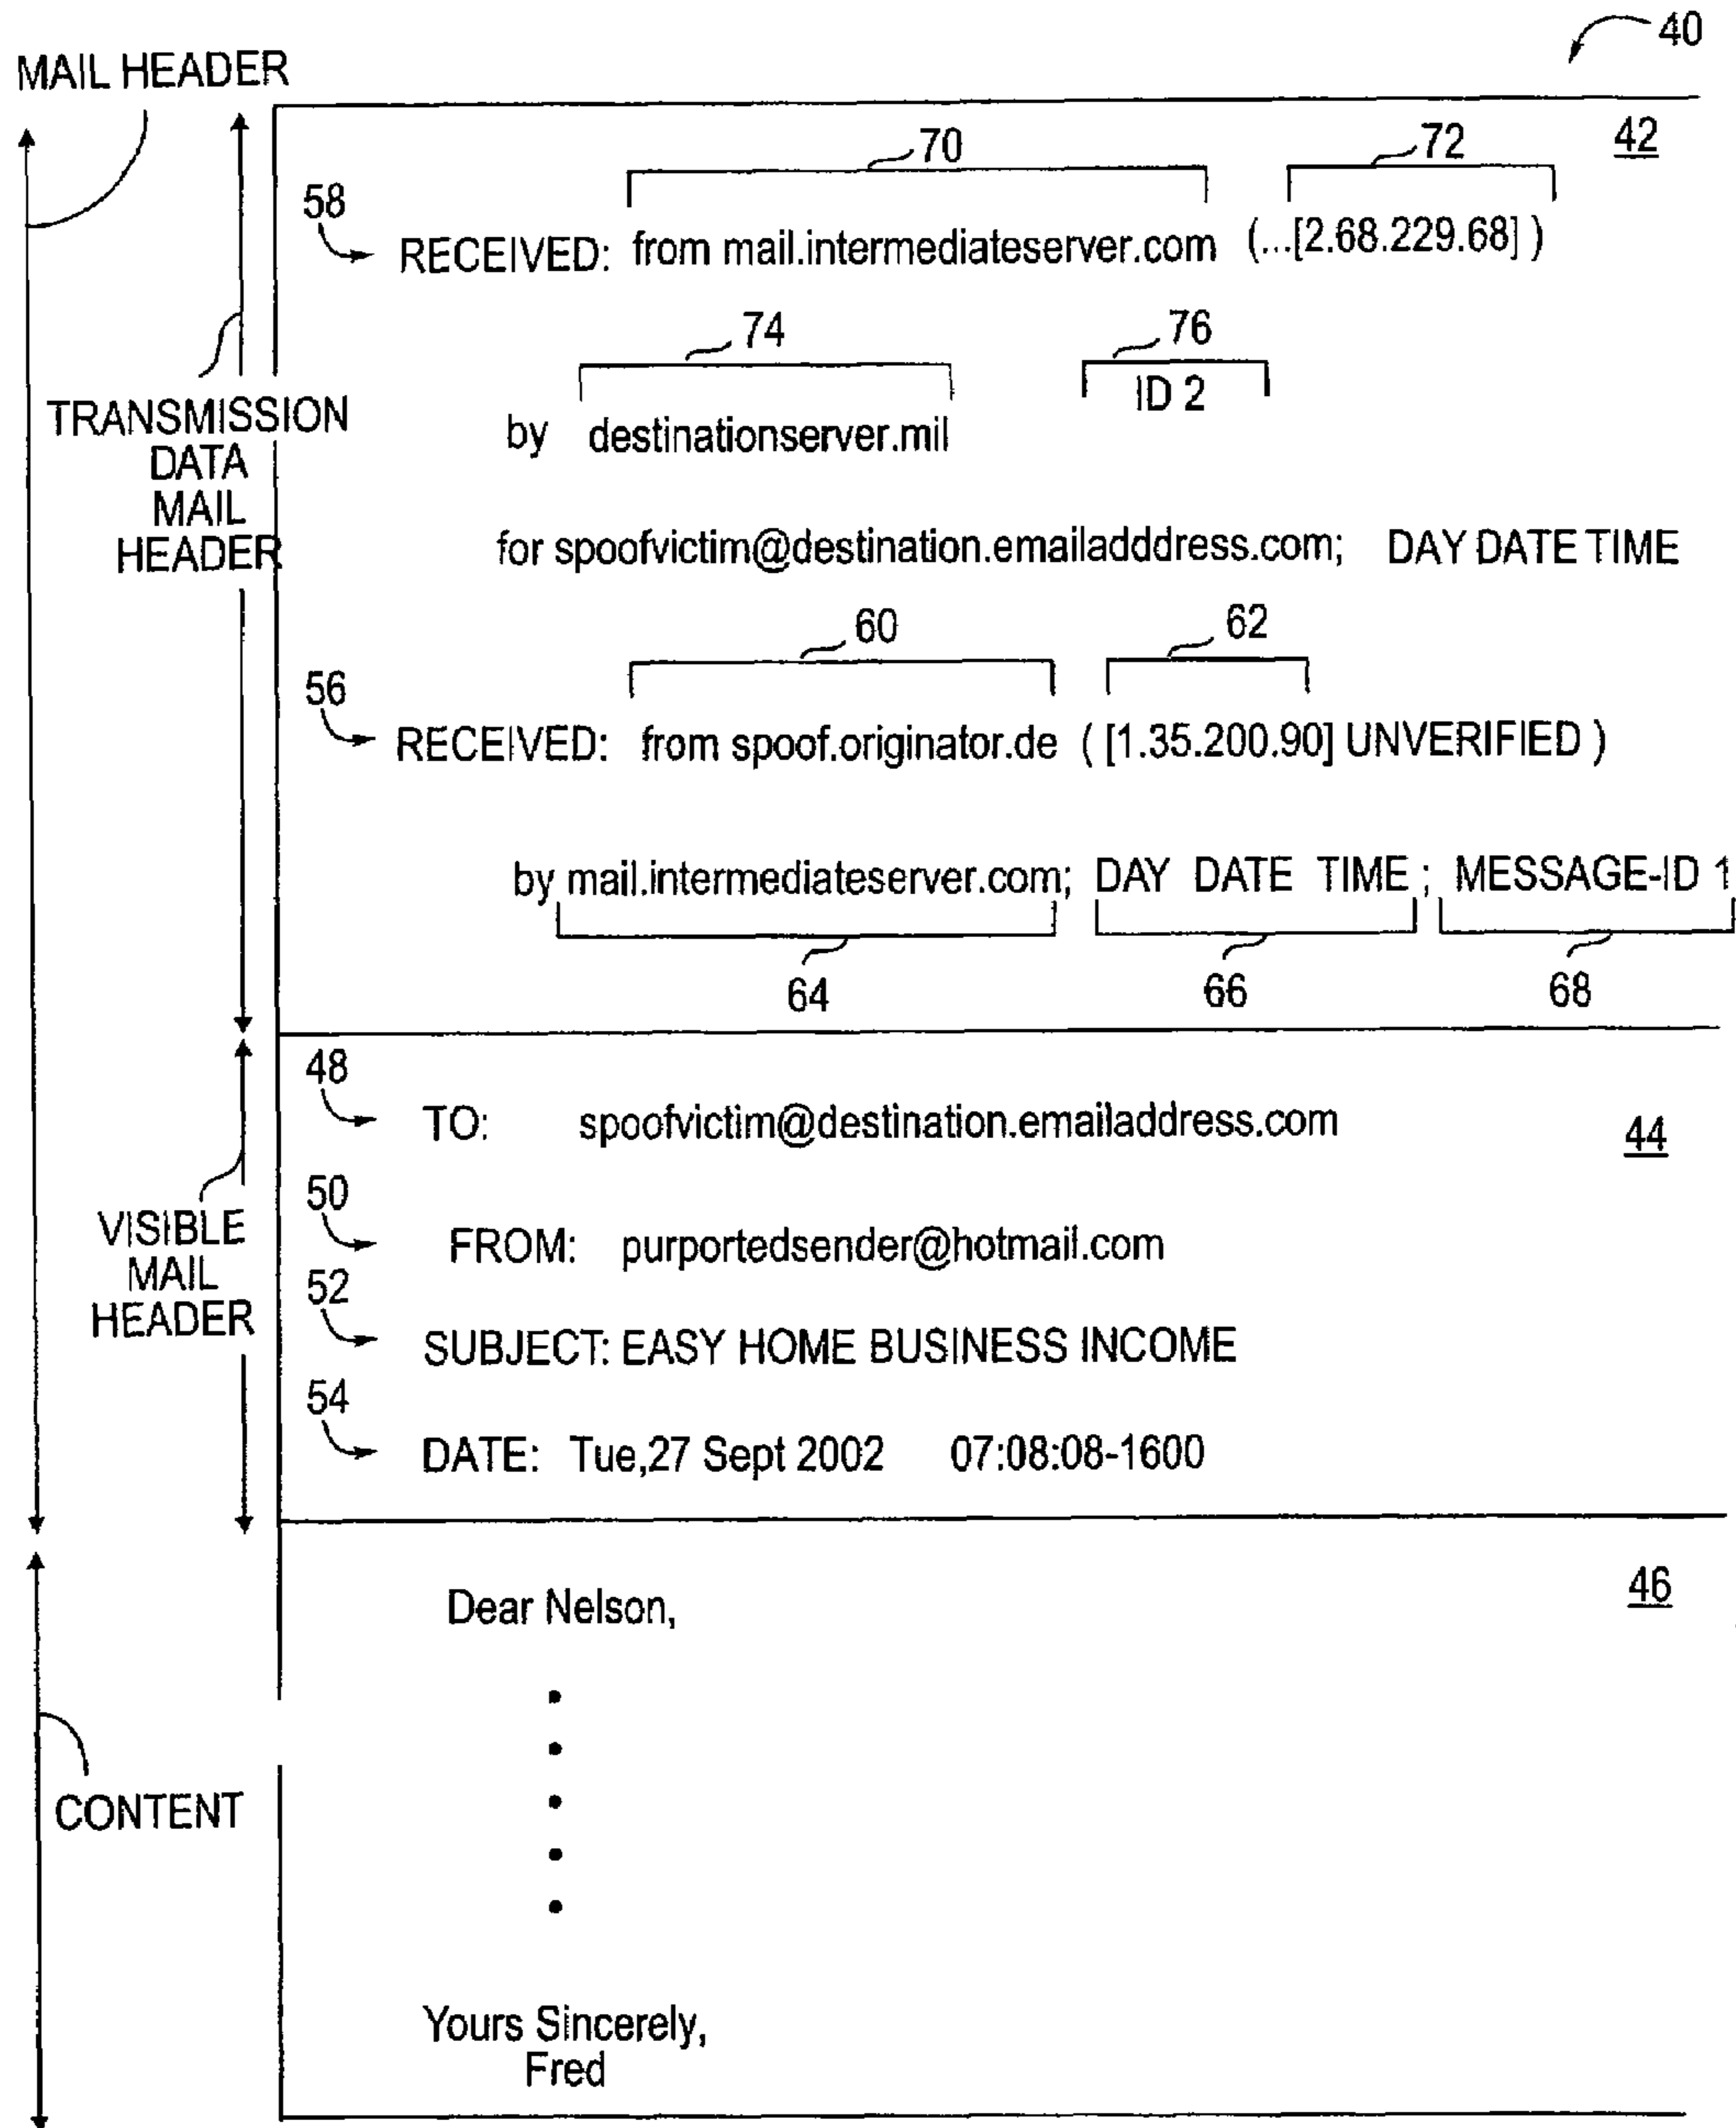 40
MAIL HEADER
42
70
72
58
RECEIVED: from mail.intermediateserver.com (...[2.68.229.68] )
74
76
ID 2
by destinationserver.mil
TRANSMISSION
DATA
MAIL
HEADER
for spoofvictim@destination.emailadddress.com; DAY DATE TIME
60
62
56
RECEIVED: from spoof.originator.de ( [1.35.200.90] UNVERIFIED )
by mail.intermediateserver.com; DAY DATE TIME ; MESSAGE-ID 1
64
66
68
48
TO: spoofvictim@destination.emailaddress.com
44
50
FROM: purportedsender@hotmail.com
VISIBLE
MAIL
HEADER
52
SUBJECT: EASY HOME BUSINESS INCOME
54
DATE: Tue,27 Sept 2002 07:08:08-1600
46
Dear Nelson,
CONTENT
Yours Sincerely,
Fred